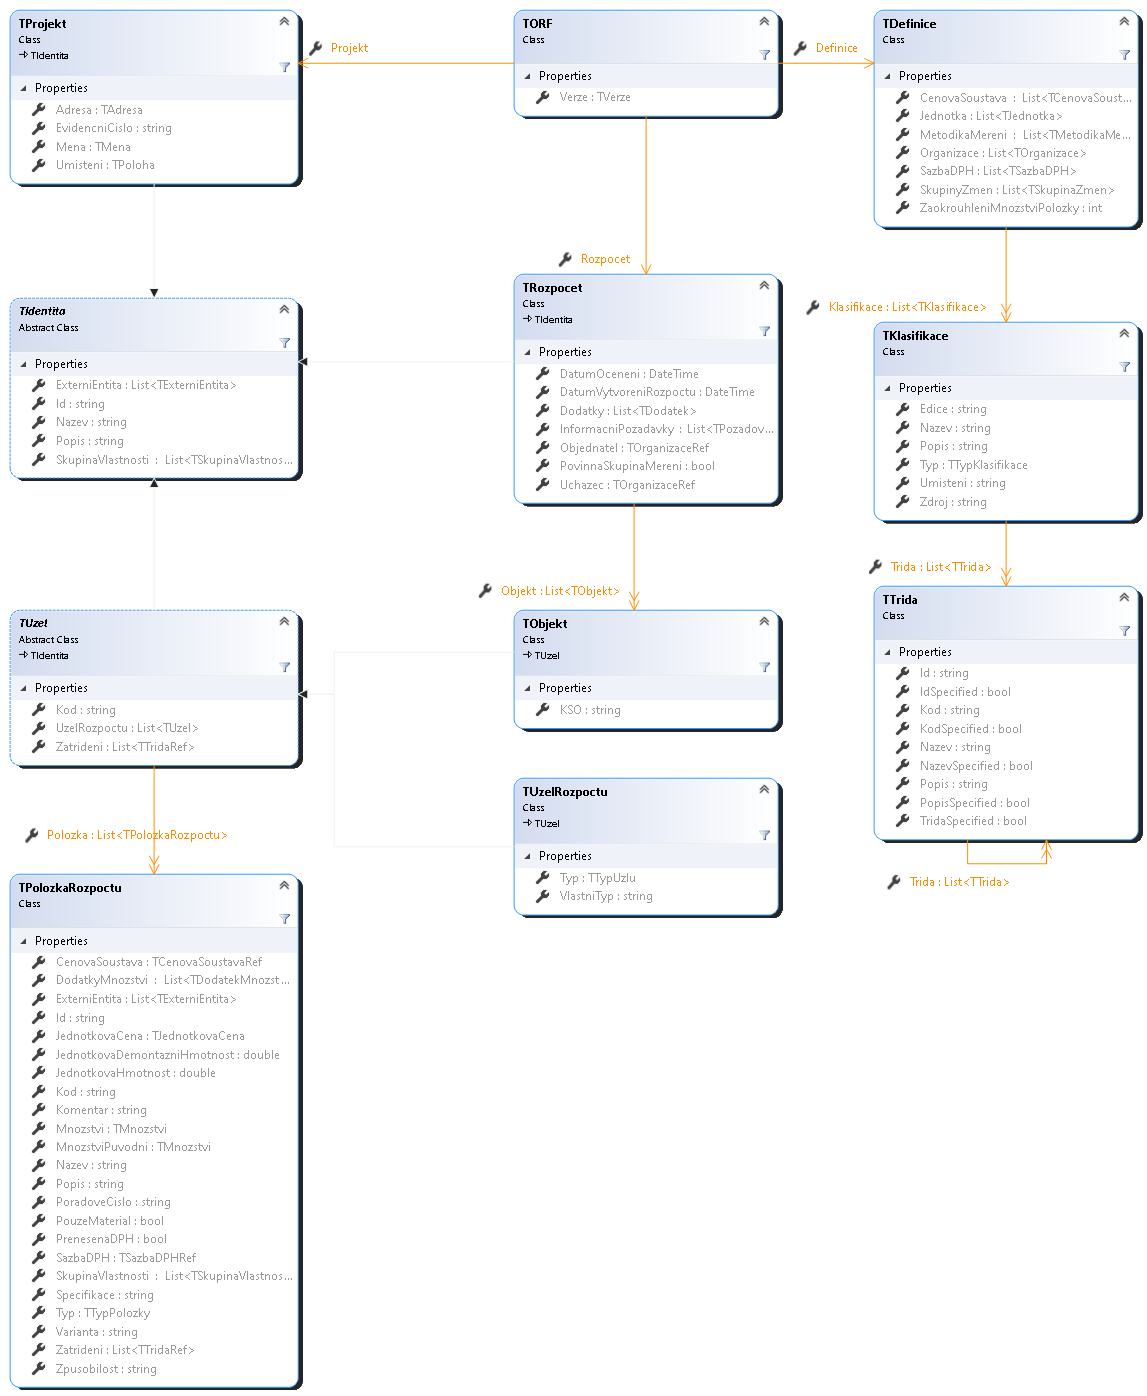 TProjekt
Class
TIdentita
Properties
Adresa : TAdresa
EvidencniCislo : string
Mena : TMena
Umisteni : TPoloha
Projekt
TORF
Class
Properties
Verze : TVerze
Definice
TDefinice
Class
Properties
CenovaSoustava : List<TCenovaSoust...
Jednotka : List<TJednotka>
MetodikaMereni : List<TMetodikaMe...
Organizace : List<TOrganizace>
SazbaDPH : List<TSazbaDPH>
SkupinyZmen : List<TSkupinaZmen>
ZaokrouhleniMnozstviPolozky : int
Rozpocet
Klasifikace : List<TKlasifikace>
TIdentita
Abstract Class
Properties
ExterniEntita : List<TExterniEntita>
Id : string
Nazev : string
Popis : string
SkupinaVlastnosti : List<TSkupinaVlastnos...
TRozpocet
Class
TIdentita
Properties
DatumOceneni : DateTime
DatumVytvoreniRozpoctu : DateTime
Dodatky : List<TDodatek>
InformacniPozadavky : List<TPozadov...
Objednatel : TOrganizaceRef
PovinnaSkupinaMereni : bool
Uchazec : TOrganizaceRef
TKlasifikace
Class
Properties
Edice : string
Nazev : string
Popis : string
Typ : TTypKlasifikace
Umisteni : string
Zdroj : string
Objekt : List<TObjekt>
Trida : List<TTrida>
TUzel
Abstract Class
TIdentita
Properties
Kod : string
UzelRozpoctu : List<TUzel>
Zatrideni : List<TTridaRef>
TObjekt
Class
TUzel
Properties
KSO : string
TTrida
Class
Properties
Id : string
IdSpecified : bool
Kod : string
KodSpecified : bool
Nazev : string
NazevSpecified : bool
Popis : string
PopisSpecified : bool
TridaSpecified : bool
Trida : List<TTrida>
TUzelRozpoctu
Class
TUzel
Properties
Typ : TTypUzlu
VlastniTyp : string
Polozka : List<TPolozkaRozpoctu>
TPolozkaRozpoctu
Class
Properties
CenovaSoustava : TCenovaSoustavaRef
DodatkyMnozstvi : List<TDodatekMnozst...
ExterniEntita : List<TExterniEntita>
Id : string
JednotkovaCena : TJednotkovaCena
JednotkovaDemontazniHmotnost : double
JednotkovaHmotnost : double
Kod : string
Komentar : string
Mnozstvi : TMnozstvi
MnozstviPuvodni : TMnozstvi
Nazev : string
Popis : string
PoradoveCislo : string
PouzeMaterial : bool
PrenesenaDPH : bool
SazbaDPH : TSazbaDPHRef
SkupinaVlastnosti : List<TSkupinaVlastnos...
Specifikace : string
Typ : TTypPolozky
Varianta : string
Zatrideni : List<TTridaRef>
Zpusobilost : string